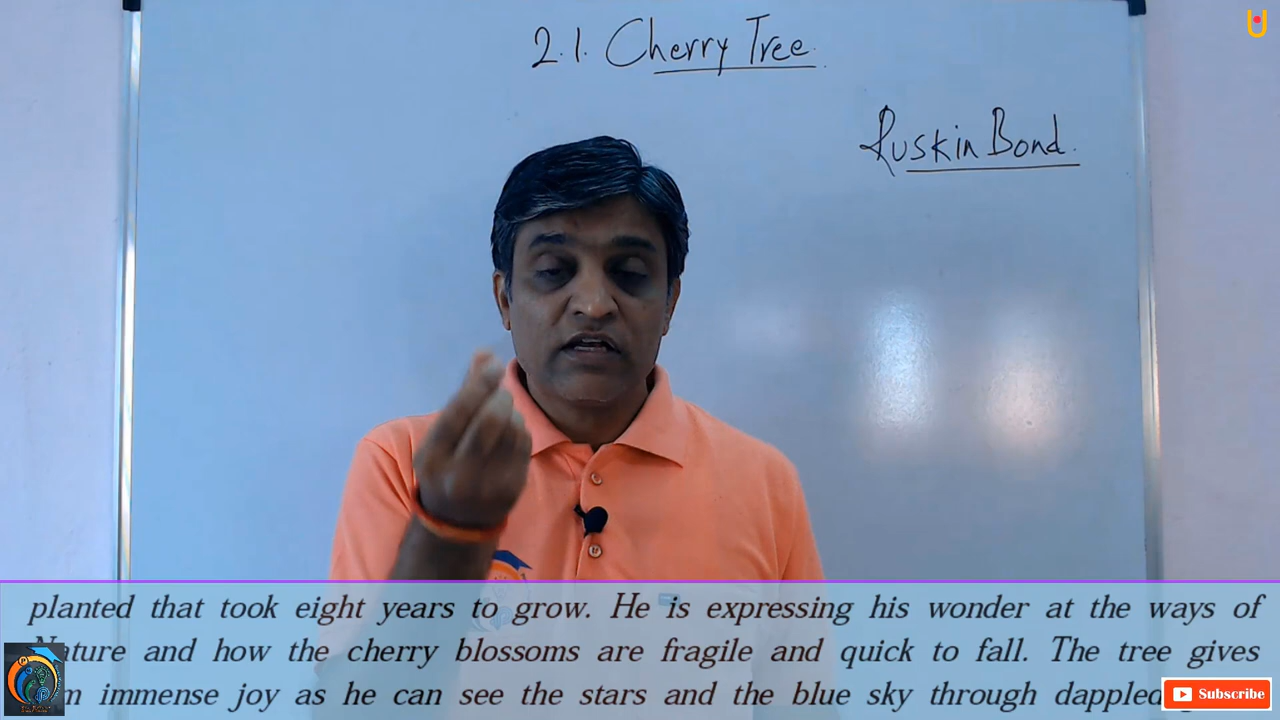 2.1. Cherry Tree.
Ruskin Bond.
planted that took eight years to grow. He is expressing his wonder at the ways of
Nature and how the cherry blossoms are fragile and quick to fall. The tree gives
immense joy as he can see the stars and the blue sky through dappled
Subscribe